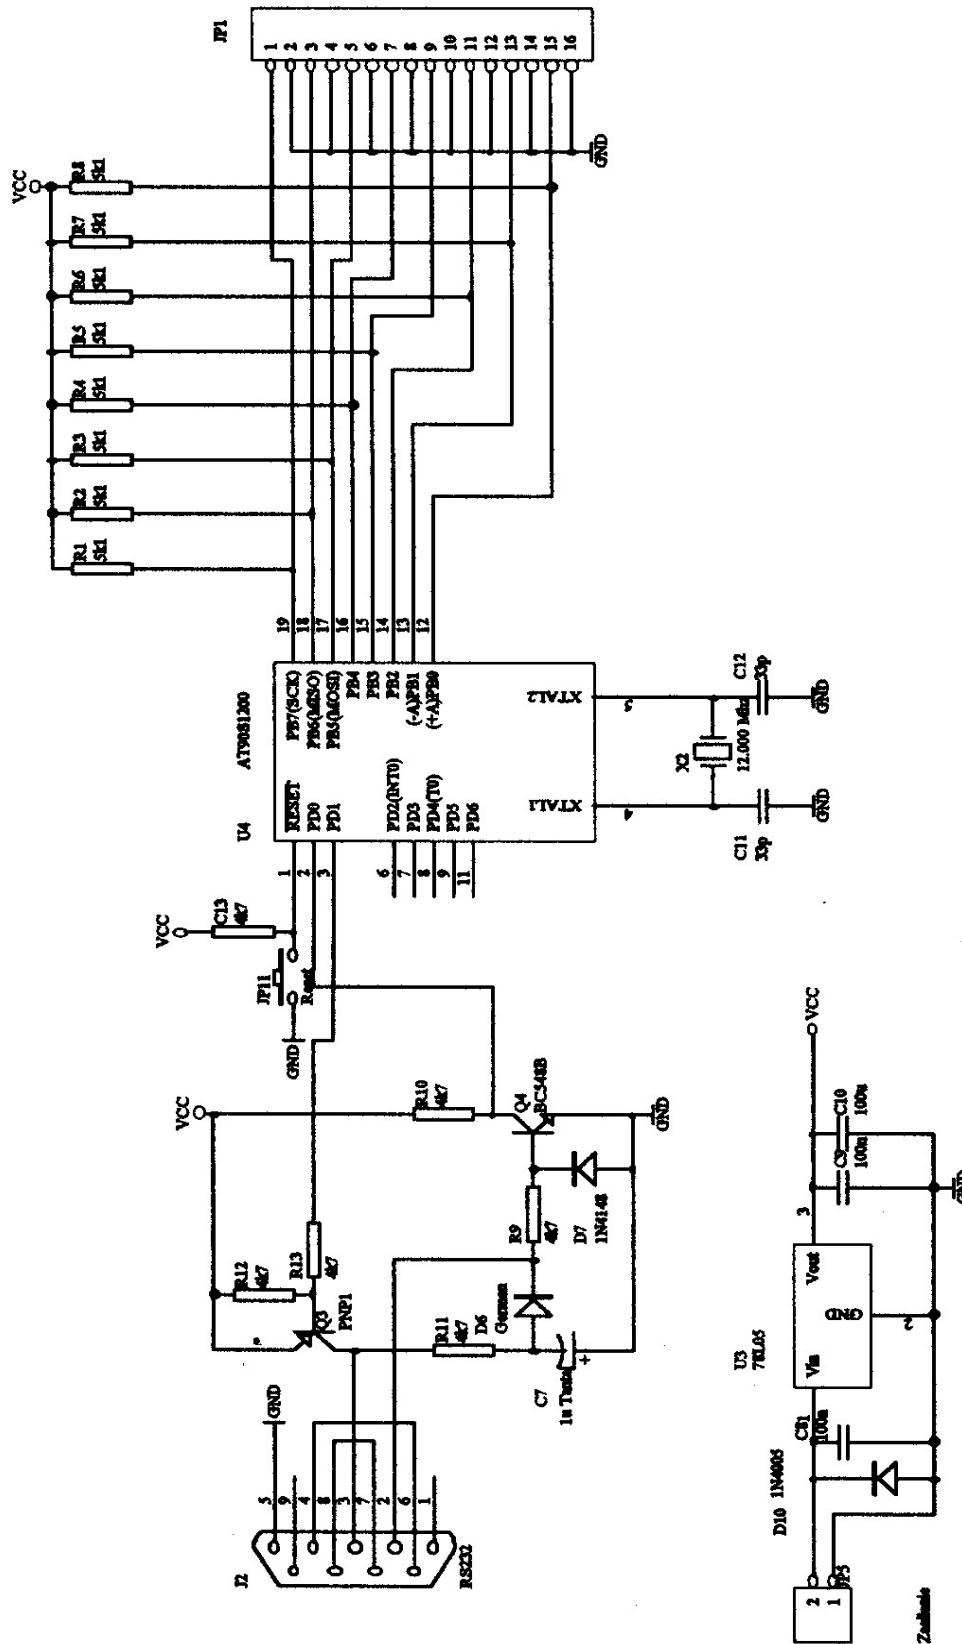 JP1
1
2
3
4
5
6
7
8
9
10
11
12
13
14
15
16
GND
VCC
R8
5k1
R7
5k1
R6
5k1
R5
5k1
R4
5k1
R3
5k1
R2
5k1
R1
5k1
19
18
17
16
15
14
13
12
U4
AT90S1200
PB7(SCK)
PB6(MISO)
PB5(MOSI)
PB4
PB3
PB2
(-A)PB1
(+A)PB0
RESET
PD0
PD1
PD2(INT0)
PD3
PD4(T0)
PD5
PD6
XTAL2
XTAL1
1
2
3
6
7
8
9
11
5
4
X2
12.000 Mhz
C12
33p
GND
C11
33p
GND
VCC
C13
4k7
JP11
Reset
GND
VCC
R10
4k7
Q4
BC548B
GND
R12
4k7
R13
4k7
Q3
PNP1
R9
4k7
D7
1N4148
R11
4k7
D6
German
C7
1u Tantal
+
GND
J2
5
9
4
8
3
7
2
6
1
RS232
VCC
C10
100u
C9
100n
GND
3
U3
78L05
Vin
Vout
GND
2
C81
100n
D10
1N4005
2
1
JP5
Zasilanie